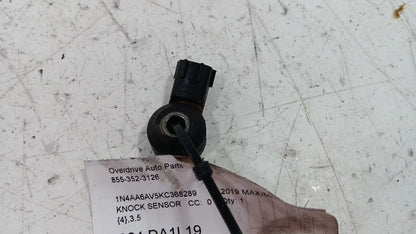 Overdrive Auto Parts
855-352-3126
1N4AA6AV5KC368289 2019 MAXIM
KNOCK SENSOR CC: 0 Qty 1
(4),3.5